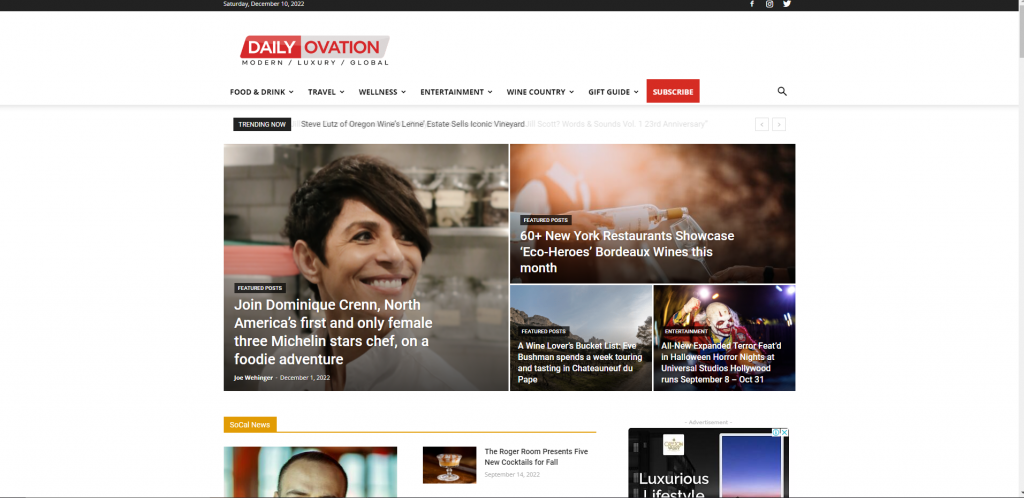 Saturday, December 10, 2022
DAILY OVATION
MODERN / LUXURY / GLOBAL
FOOD & DRINK TRAVEL WELLNESS ENTERTAINMENT WINE COUNTRY GIFT GUIDE SUBSCRIBE
TRENDING NOW Steve Lutz of Oregon Wine's Lenné Estate Sells Iconic Vineyard Jill Scott? Words & Sounds Vol. 1 23rd Anniversary"
FEATURED POSTS
Join Dominique Crenn, North
America's first and only female
three Michelin stars chef, on a
foodie adventure
Joe Wehinger - December 1, 2022
FEATURED POSTS
60+ New York Restaurants Showcase
'Eco-Heroes' Bordeaux Wines this
month
FEATURED POSTS
A Wine Lover's Bucket List: Eve
Bushman spends a week touring
and tasting in Chateauneuf du
Pape
ENTERTAINMENT
All-New Expanded Terror Feat'd
in Halloween Horror Nights at
Universal Studios Hollywood
runs September 8 – Oct 31
SoCal News
The Roger Room Presents Five
New Cocktails for Fall
September 14, 2022
- Advertisement -
Luxurious
Lifestyle